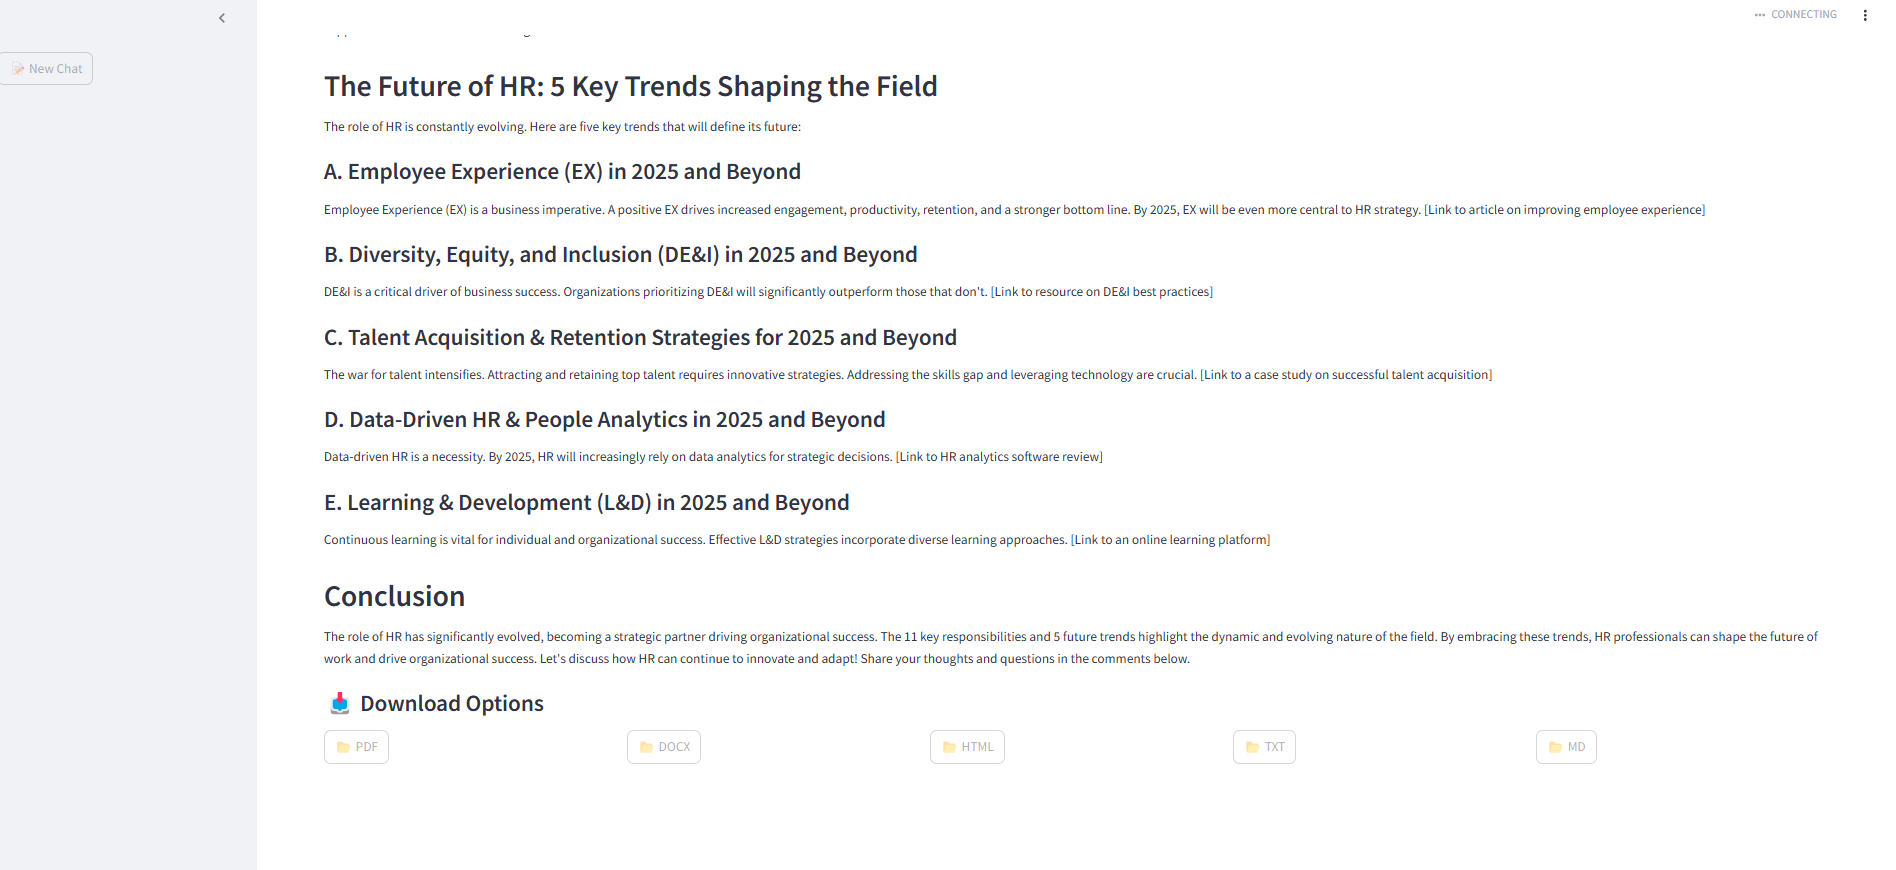 CONNECTING
New Chat
The Future of HR: 5 Key Trends Shaping the Field
The role of HR is constantly evolving. Here are five key trends that will define its future:
A. Employee Experience (EX) in 2025 and Beyond
Employee Experience (EX) is a business imperative. A positive EX drives increased engagement, productivity, retention, and a stronger bottom line. By 2025, EX will be even more central to HR strategy. [Link to article on improving employee experience]
B. Diversity, Equity, and Inclusion (DE&I) in 2025 and Beyond
DE&I is a critical driver of business success. Organizations prioritizing DE&I will significantly outperform those that don't. [Link to resource on DE&I best practices]
C. Talent Acquisition & Retention Strategies for 2025 and Beyond
The war for talent intensifies. Attracting and retaining top talent requires innovative strategies. Addressing the skills gap and leveraging technology are crucial. [Link to a case study on successful talent acquisition]
D. Data-Driven HR & People Analytics in 2025 and Beyond
Data-driven HR is a necessity. By 2025, HR will increasingly rely on data analytics for strategic decisions. [Link to HR analytics software review]
E. Learning & Development (L&D) in 2025 and Beyond
Continuous learning is vital for individual and organizational success. Effective L&D strategies incorporate diverse learning approaches. [Link to an online learning platform]
Conclusion
The role of HR has significantly evolved, becoming a strategic partner driving organizational success. The 11 key responsibilities and 5 future trends highlight the dynamic and evolving nature of the field. By embracing these trends, HR professionals can shape the future of
work and drive organizational success. Let's discuss how HR can continue to innovate and adapt! Share your thoughts and questions in the comments below.
Download Options
PDF DOCX HTML TXT MD